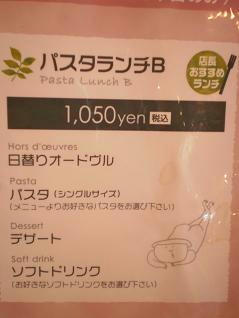 パスタランチB
Pasta Lunch B
店長
おすすめ
ランチ
1,050yen 税込
Hors d'œuvres
日替りオードヴル
Pasta
パスタ(シングルサイズ)
(メニューよりお好きなパスタをお選び下さい)
Dessert
デザート
Soft drink
ソフトドリンク
(お好きなソフトドリンクをお選び下さい)